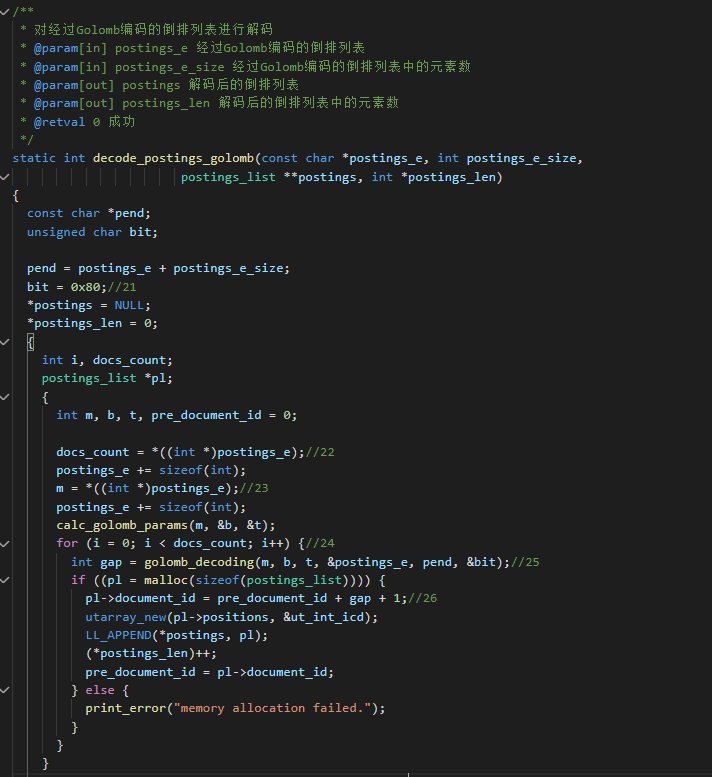 /**
 * 对经过Golomb编码的倒排列表进行解码
 * @param[in] postings_e 经过Golomb编码的倒排列表
 * @param[in] postings_e_size 经过Golomb编码的倒排列表中的元素数
 * @param[out] postings 解码后的倒排列表
 * @param[out] postings_len 解码后的倒排列表中的元素数
 * @retval 0 成功
 */
static int decode_postings_golomb(const char *postings_e, int postings_e_size,
                       postings_list **postings, int *postings_len)
{
  const char *pend;
  unsigned char bit;

  pend = postings_e + postings_e_size;
  bit = 0x80;//21
  *postings = NULL;
  *postings_len = 0;
  {
    int i, docs_count;
    postings_list *pl;
    {
      int m, b, t, pre_document_id = 0;

      docs_count = *((int *)postings_e);//22
      postings_e += sizeof(int);
      m = *((int *)postings_e);//23
      postings_e += sizeof(int);
      calc_golomb_params(m, &b, &t);
      for (i = 0; i < docs_count; i++) {//24
        int gap = golomb_decoding(m, b, t, &postings_e, pend, &bit);//25
        if ((pl = malloc(sizeof(postings_list)))) {
          pl->document_id = pre_document_id + gap + 1;//26
          utarray_new(pl->positions, &ut_int_icd);
          LL_APPEND(*postings, pl);
          (*postings_len)++;
          pre_document_id = pl->document_id;
        } else {
          print_error("memory allocation failed.");
        }
      }
    }